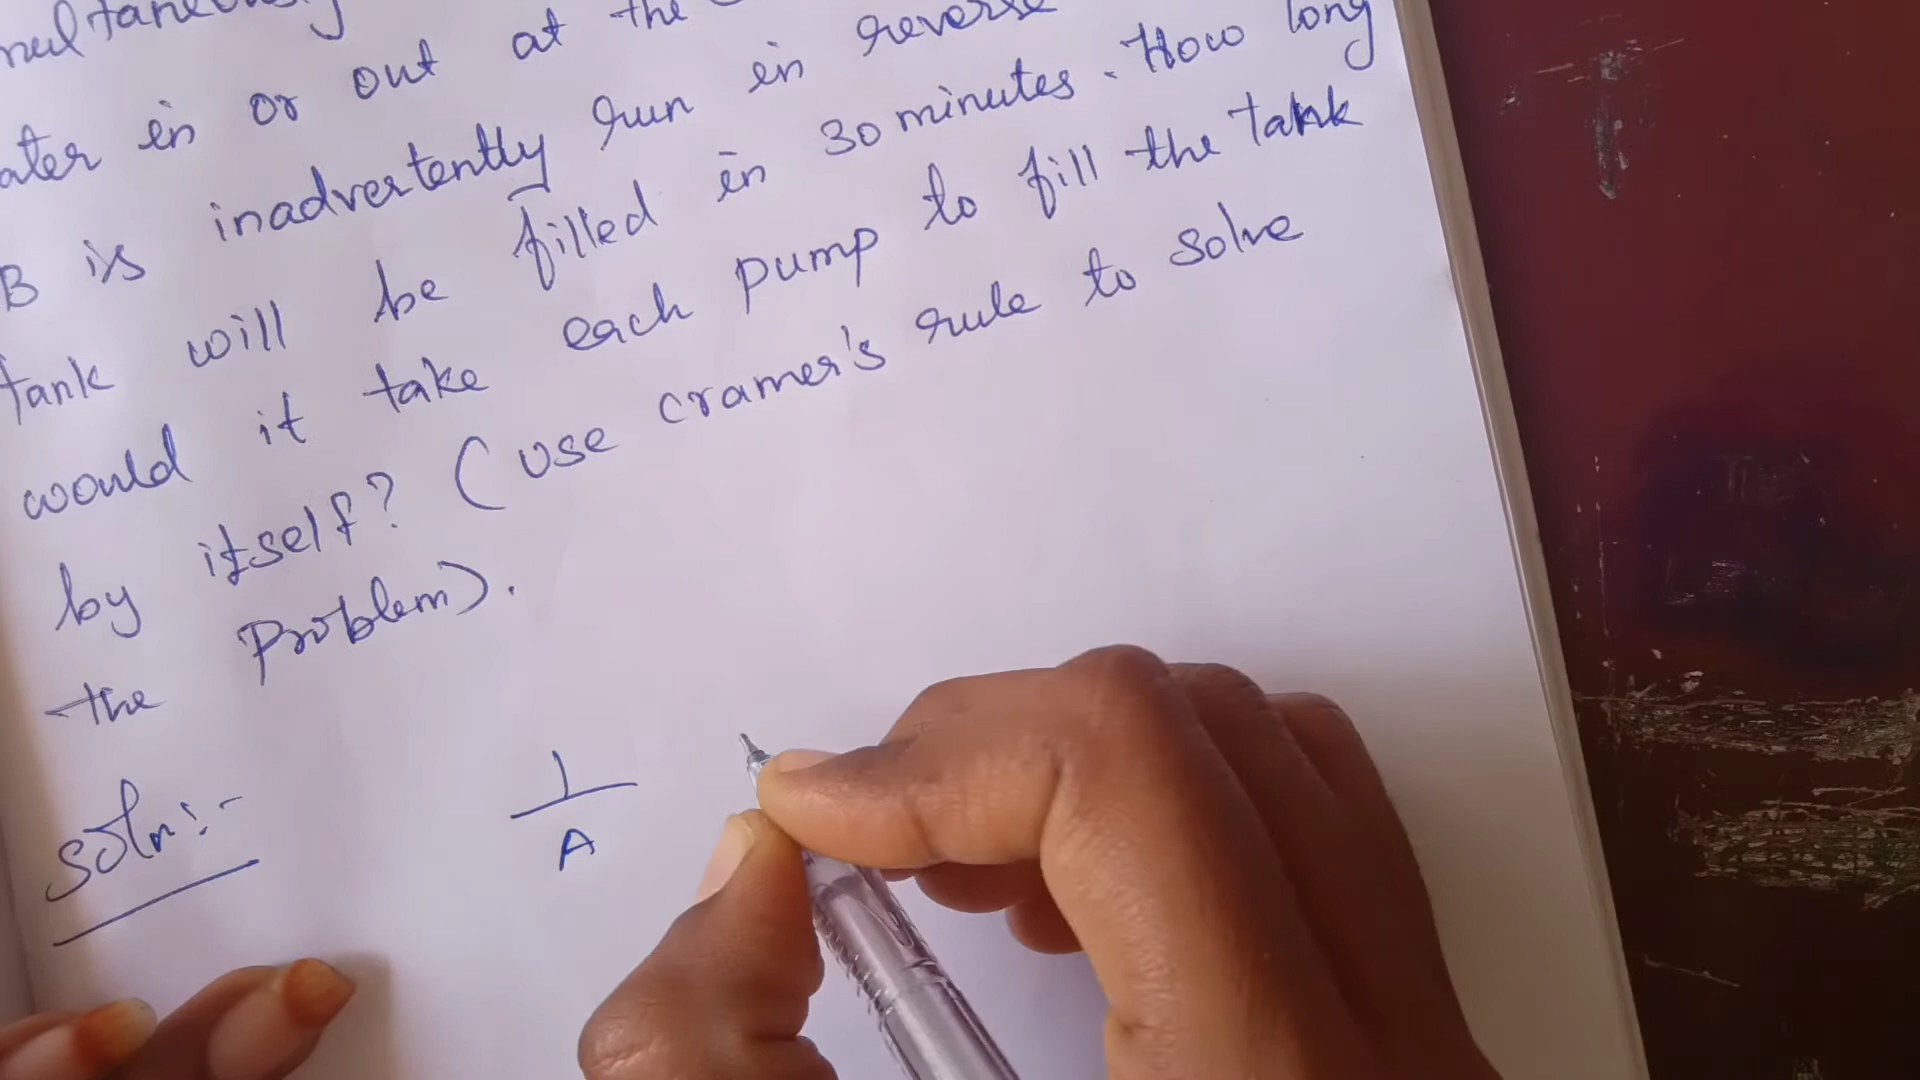 at the
ater in or out
B is inadvertently run in reverse
tank will be filled in 30 minutes. How long
would it take each pump to fill the tank
by itself? (use cramer's rule to solve
the problem).
soln:-
1
A